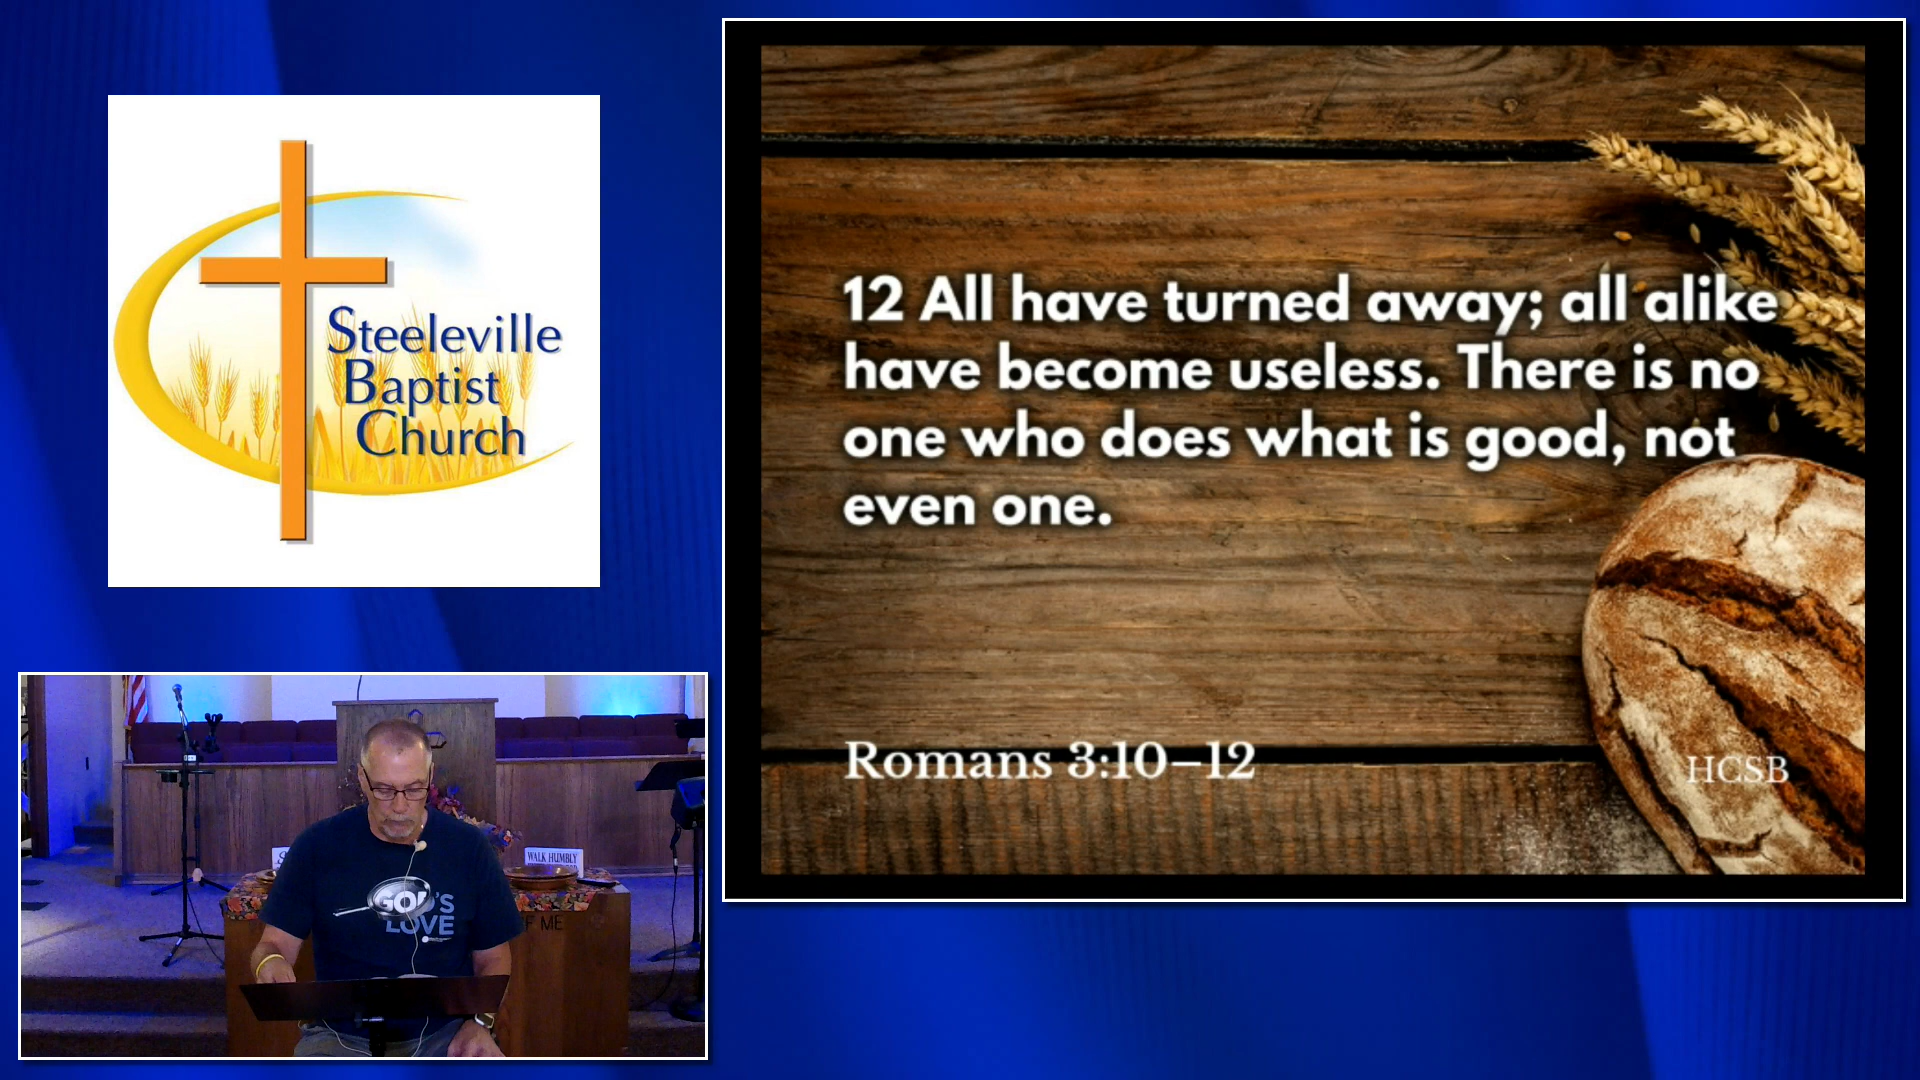 Steeleville
Baptist
Church
12 All have turned away; all alike
have become useless. There is no
one who does what is good, not
even one.
Romans 3:10–12
HCSB
WALK HUMBLY
GOD'S
LOVE
ME